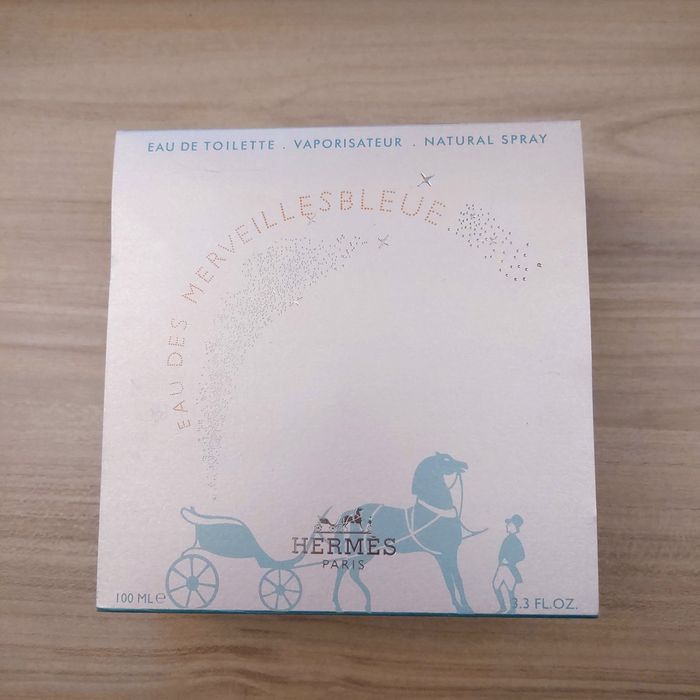 EAU DE TOILETTE . VAPORISATEUR . NATURAL SPRAY
EAU DES MERVEILLESBLEUE
HERMÈS
PARIS
100 ML℮
3.3 FL.OZ.